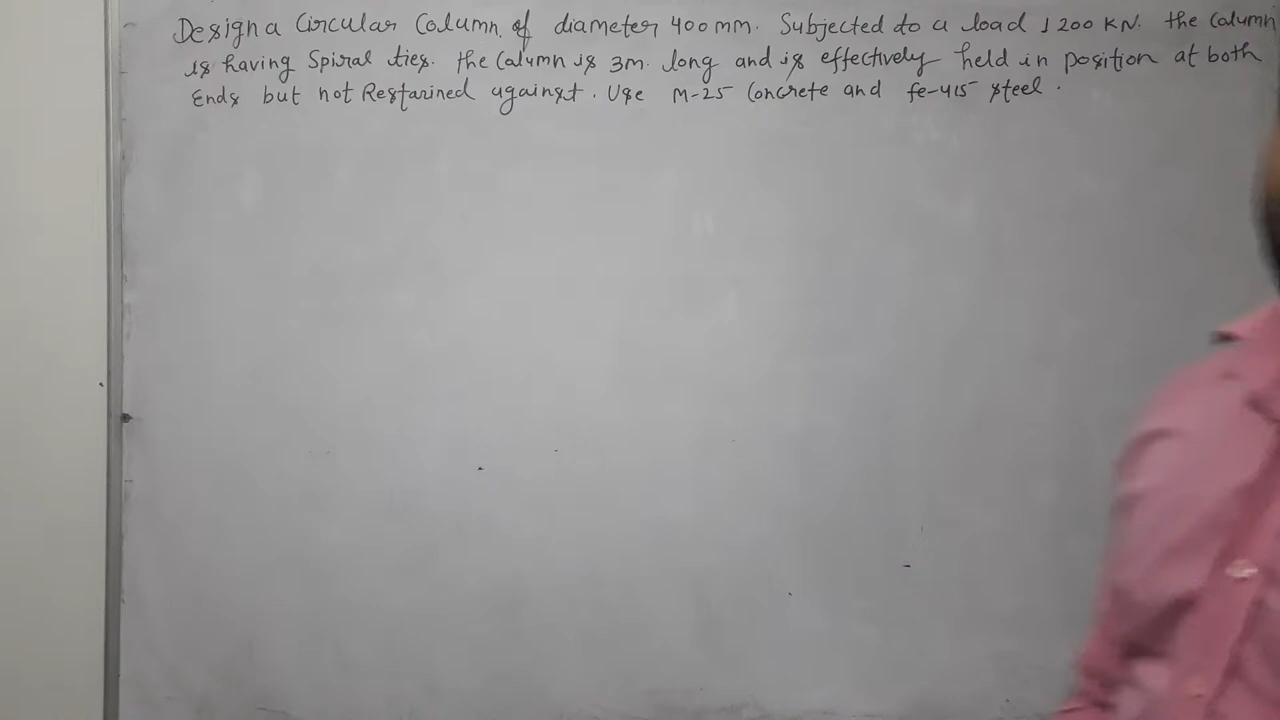 Design a Circular Column of diameter 400 mm. Subjected to a load 1200 KN. the Column
is having Spiral ties. the Column is 3m. long and is effectively held in position at both
Ends but not Restarined against. Use M-25 Concrete and fe-415 steel.